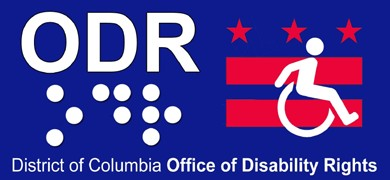 ODR
⠕⠙⠗
District of Columbia Office of Disability Rights